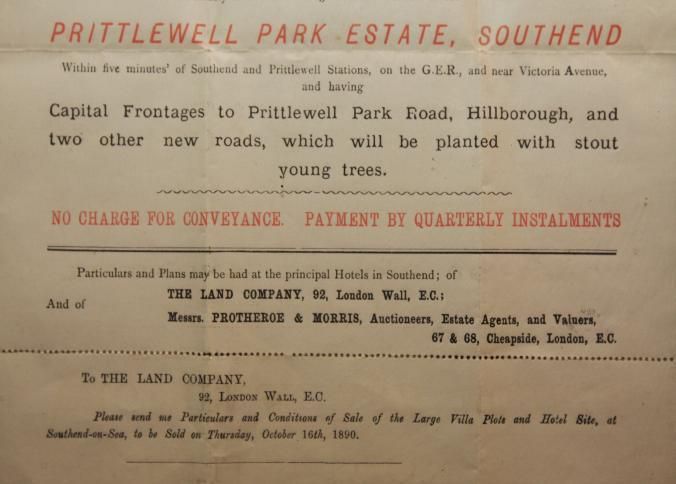 PRITTLEWELL PARK ESTATE, SOUTHEND
Within five minutes' of Southend and Prittlewell Stations, on the G.E.R., and near Victoria Avenue,
and having
Capital Frontages to Prittlewell Park Road, Hillborough, and
two other new roads, which will be planted with stout
young trees.
NO CHARGE FOR CONVEYANCE. PAYMENT BY QUARTERLY INSTALMENTS
Particulars and Plans may be had at the principal Hotels in Southend; of
THE LAND COMPANY, 92, London Wall, E.C.;
And of
Messrs. PROTHEROE & MORRIS, Auctioneers, Estate Agents, and Valuers,
67 & 68, Cheapside, London, E.C.
To THE LAND COMPANY,
92, LONDON WALL, E.C.
Please send me Particulars and Conditions of Sale of the Large Villa Plots and Hotel Site, at
Southend-on-Sea, to be Sold on Thursday, October 16th, 1890.